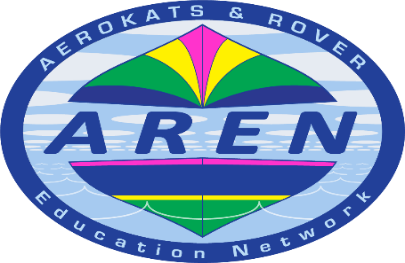 AEROKATS & ROVER
AREN
Education Network